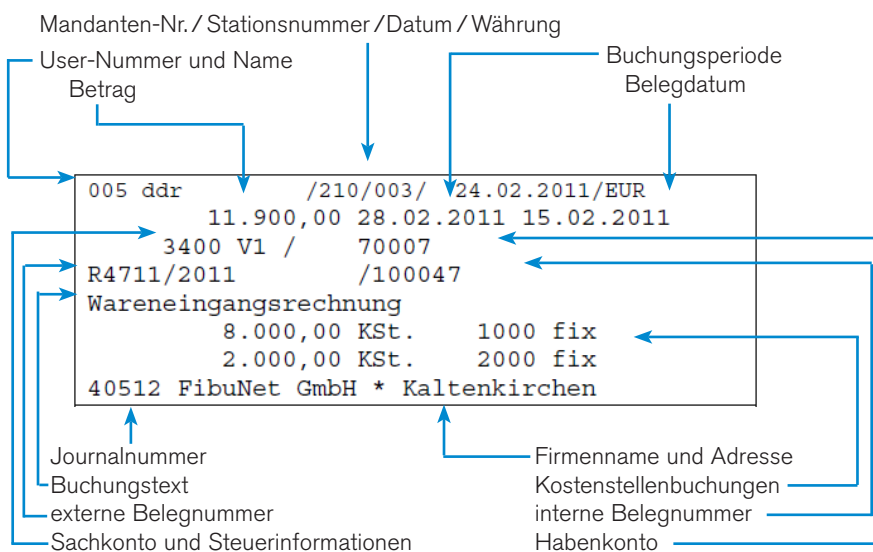 Mandanten-Nr. / Stationsnummer / Datum / Währung
User-Nummer und Name
Betrag
Buchungsperiode
Belegdatum
005 ddr /210/003/ 24.02.2011/EUR
11.900,00 28.02.2011 15.02.2011
3400 V1 / 70007
R4711/2011 /100047
Wareneingangsrechnung
8.000,00 KSt. 1000 fix
2.000,00 KSt. 2000 fix
40512 FibuNet GmbH * Kaltenkirchen
Journalnummer
Buchungstext
externe Belegnummer
Sachkonto und Steuerinformationen
Firmenname und Adresse
Kostenstellenbuchungen
interne Belegnummer
Habenkonto